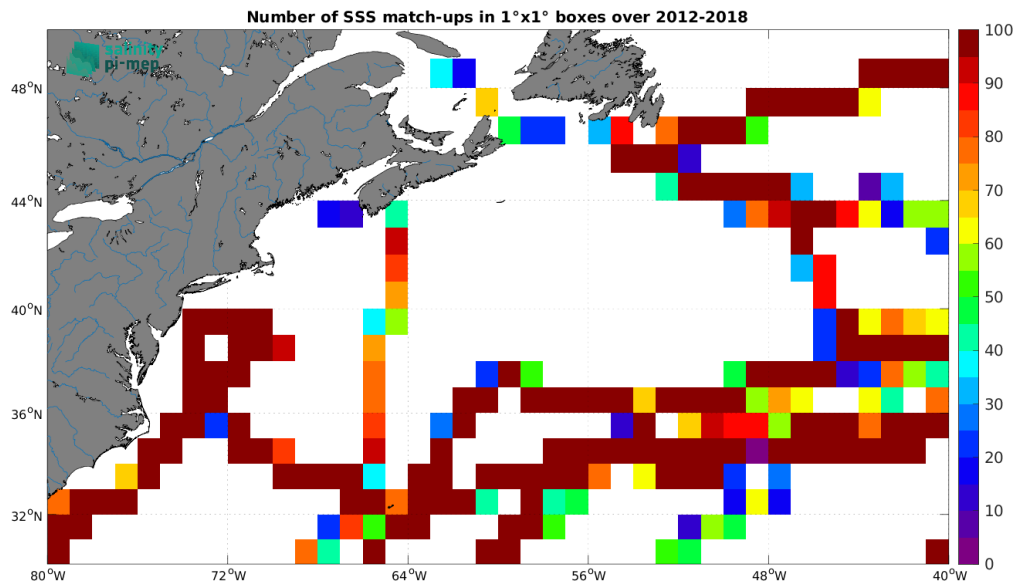 Number of SSS match-ups in 1°x1° boxes over 2012-2018
salinity
pi-mep
48°N
44°N
40°N
36°N
32°N
80°W 72°W 64°W 56°W 48°W 40°W
100
90
80
70
60
50
40
30
20
10
0